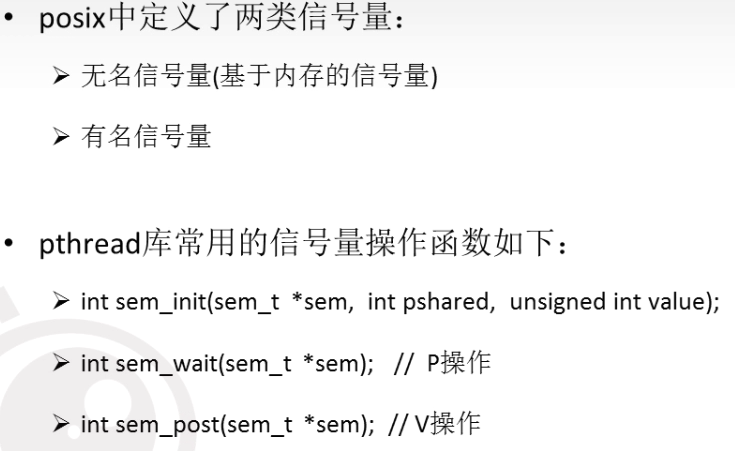 • posix中定义了两类信号量：
➢ 无名信号量(基于内存的信号量)
➢ 有名信号量
• pthread库常用的信号量操作函数如下：
➢ int sem_init(sem_t *sem, int pshared, unsigned int value);
➢ int sem_wait(sem_t *sem); // P操作
➢ int sem_post(sem_t *sem); // V操作